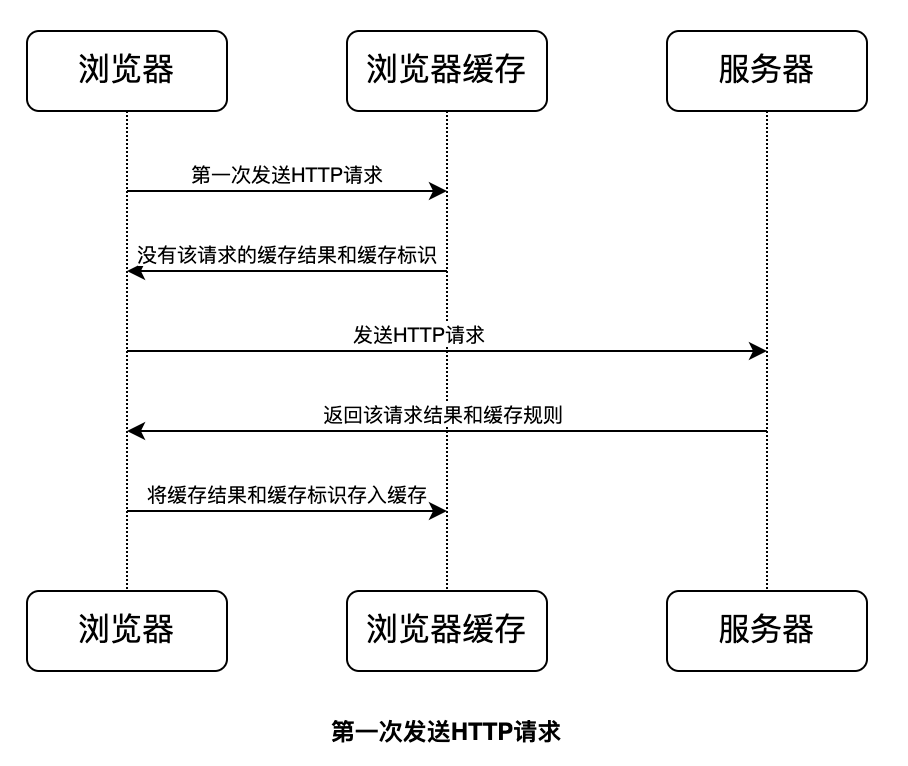 浏览器
浏览器缓存
服务器
第一次发送HTTP请求
没有该请求的缓存结果和缓存标识
发送HTTP请求
返回该请求结果和缓存规则
将缓存结果和缓存标识存入缓存
浏览器
浏览器缓存
服务器
第一次发送HTTP请求